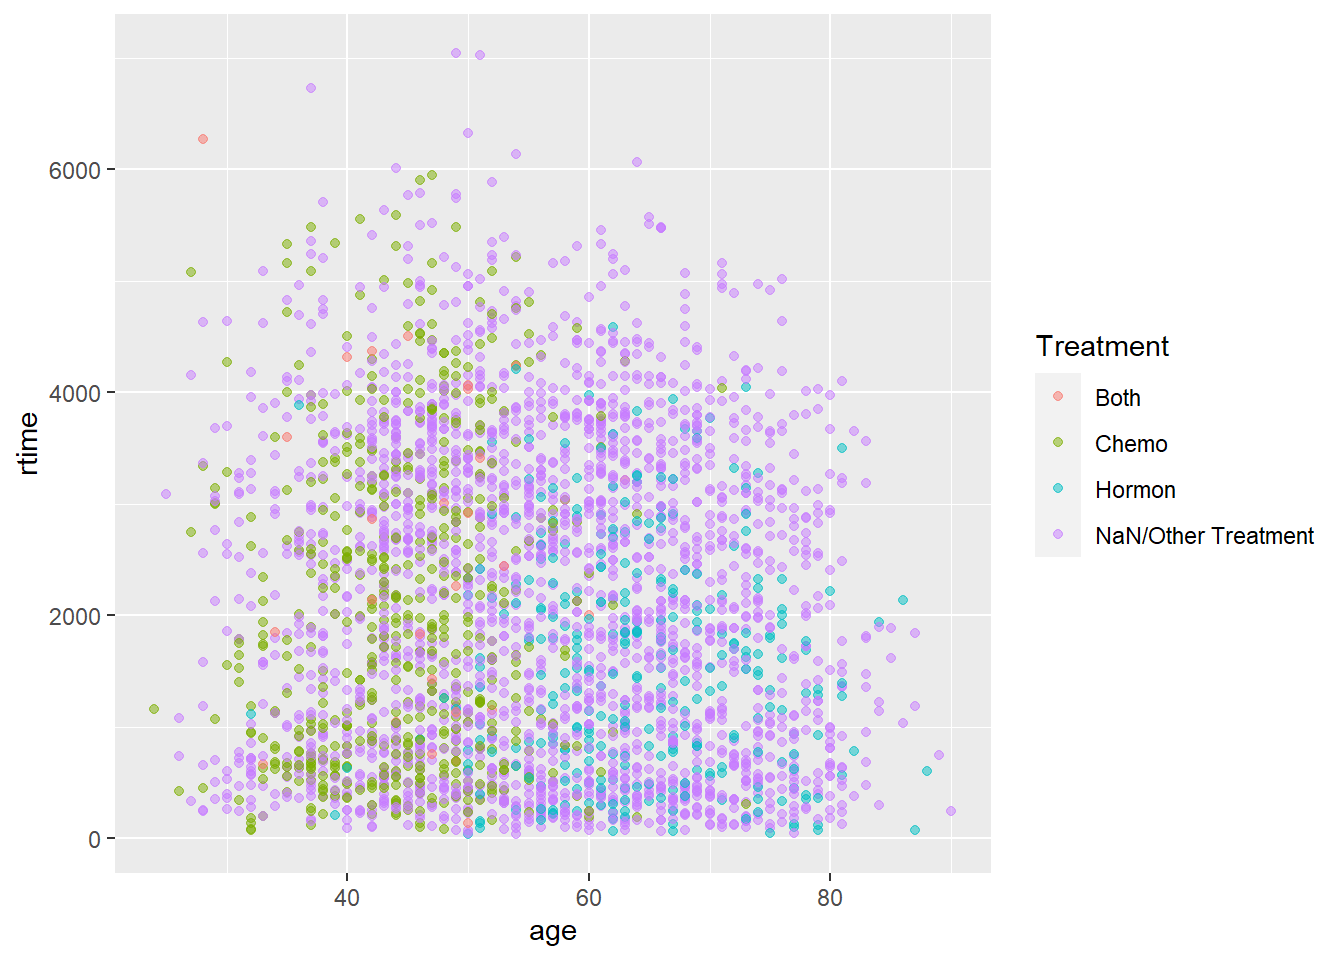 6000
4000
2000
0
rtime
40 60 80
age
Treatment
Both
Chemo
Hormon
NaN/Other Treatment